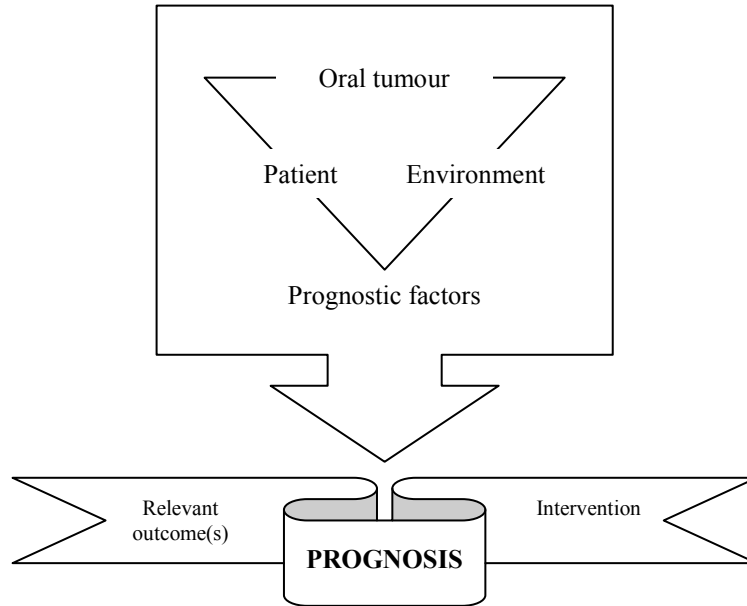 Oral tumour
Patient Environment
Prognostic factors
Relevant
outcome(s)
Intervention
PROGNOSIS